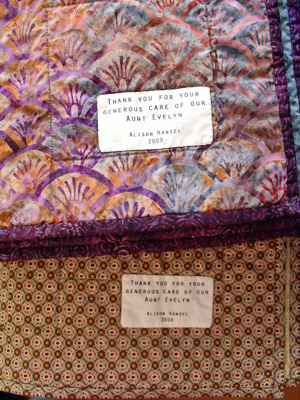 Thank you for your
generous care of our
Aunt Evelyn
Alison Hansel
2009
Thank you for your
generous care of our
Aunt Evelyn
Alison Hansel
2009